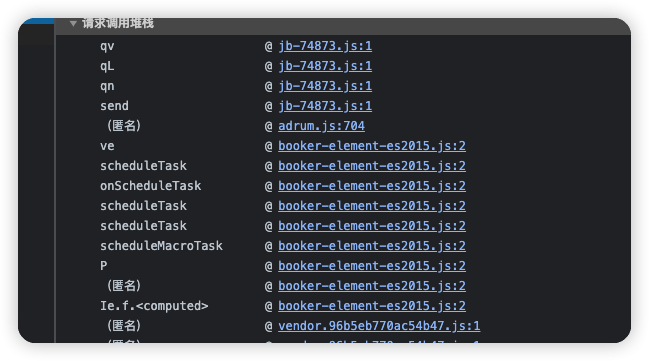 请求调用堆栈
qv @ jb-74873.js:1
qL @ jb-74873.js:1
qn @ jb-74873.js:1
send @ jb-74873.js:1
（匿名） @ adrum.js:704
ve @ booker-element-es2015.js:2
scheduleTask @ booker-element-es2015.js:2
onScheduleTask @ booker-element-es2015.js:2
scheduleTask @ booker-element-es2015.js:2
scheduleTask @ booker-element-es2015.js:2
scheduleMacroTask @ booker-element-es2015.js:2
P @ booker-element-es2015.js:2
（匿名） @ booker-element-es2015.js:2
Ie.f.<computed> @ booker-element-es2015.js:2
（匿名） @ vendor.96b5eb770ac54b47.js:1